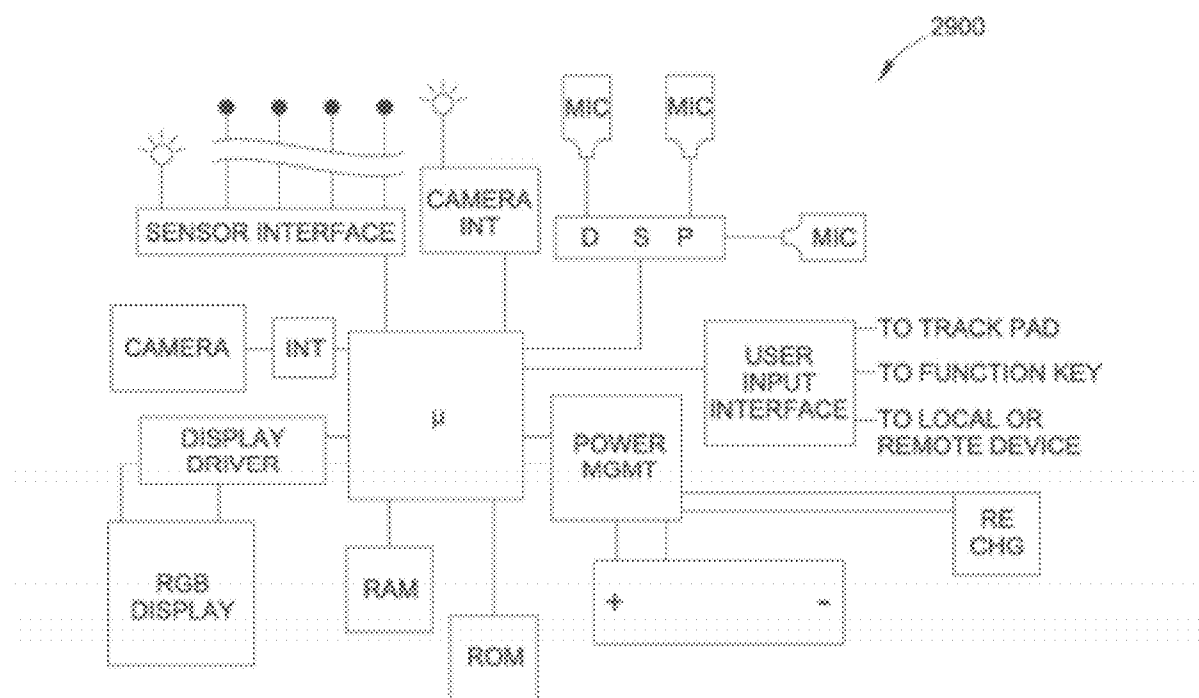 2900
MIC
MIC
CAMERA
INT
SENSOR INTERFACE
D S P
MIC
CAMERA
INT
µ
USER
INPUT
INTERFACE
TO TRACK PAD
TO FUNCTION KEY
TO LOCAL OR
REMOTE DEVICE
DISPLAY
DRIVER
POWER
MGMT
RE
CHG
RGB
DISPLAY
RAM
ROM
+ -